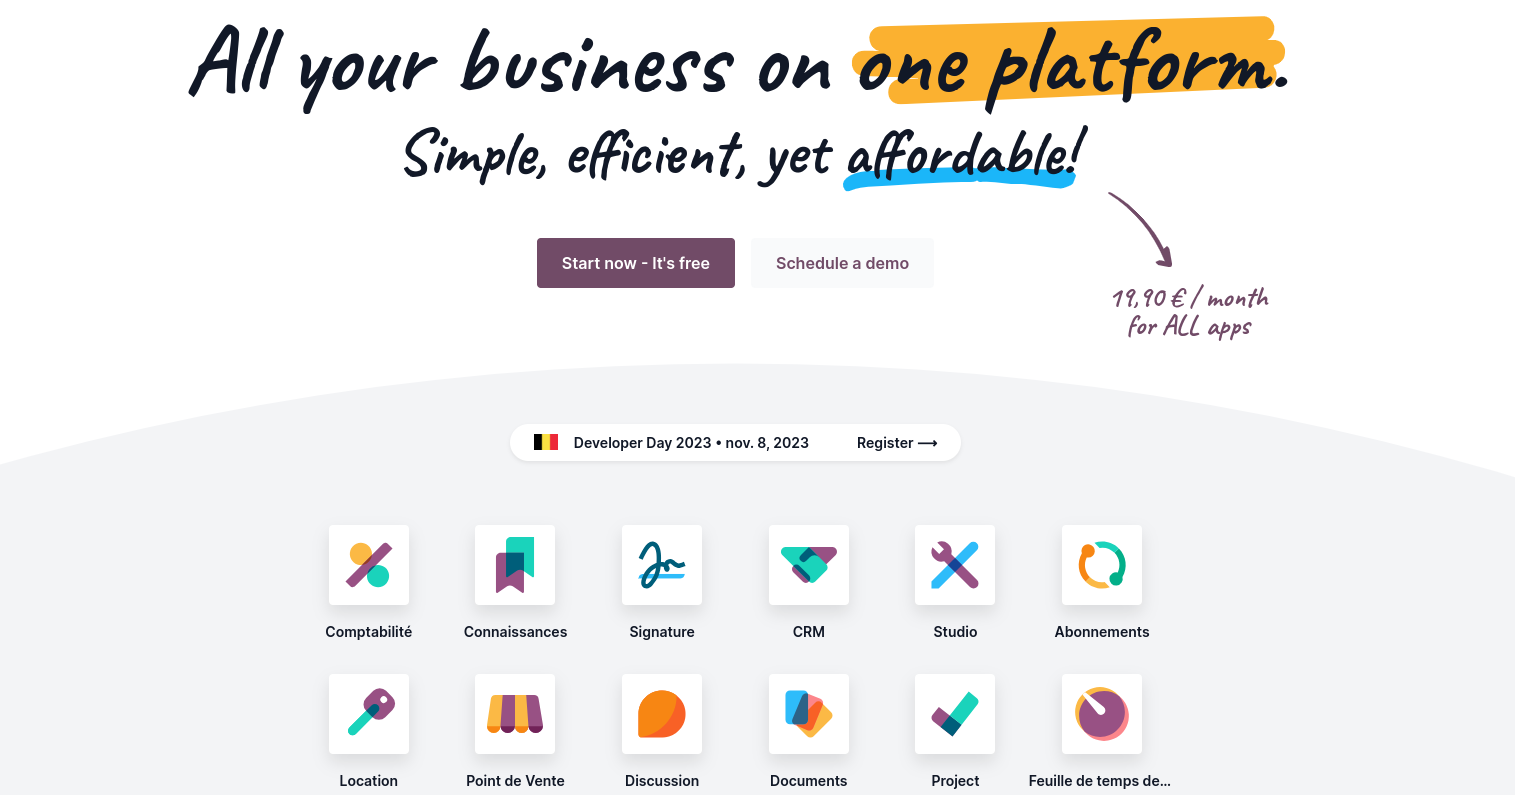 All your business on one platform.
Simple, efficient, yet affordable!
Start now - It's free
Schedule a demo
19,90 € / month
for ALL apps
Developer Day 2023 • nov. 8, 2023
Register ⟶
Comptabilité
Connaissances
Signature
CRM
Studio
Abonnements
Location
Point de Vente
Discussion
Documents
Project
Feuille de temps de...